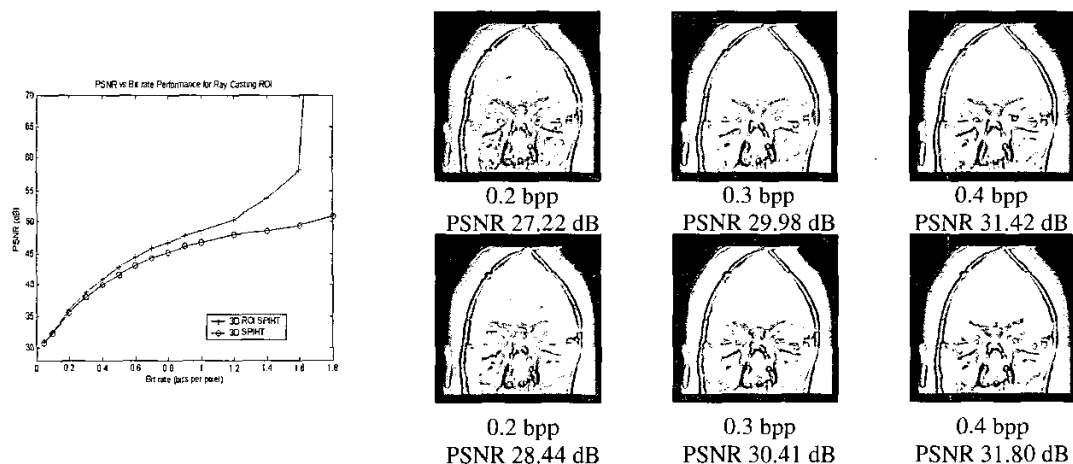 PSNR vs Bit rate Performance for Ray Casting ROI
70
65
60
55
50
45
40
35
30
PSNR (dB)
3D ROI SPIHT
3D SPIHT
0 0.2 0.4 0.6 0.8 1.0 1.2 1.4 1.6 1.8
Bit rate (bits per pixel)
0.2 bpp
PSNR 27.22 dB
0.3 bpp
PSNR 29.98 dB
0.4 bpp
PSNR 31.42 dB
0.2 bpp
PSNR 28.44 dB
0.3 bpp
PSNR 30.41 dB
0.4 bpp
PSNR 31.80 dB